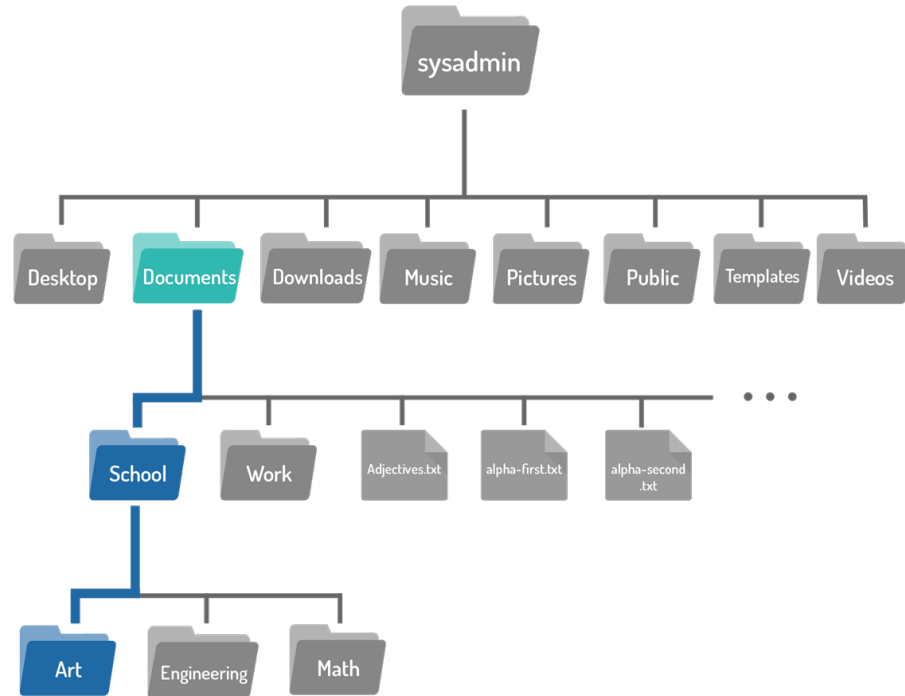 sysadmin
Desktop
Documents
Downloads
Music
Pictures
Public
Templates
Videos
School
Work
Adjectives.txt
alpha-first.txt
alpha-second
.txt
Art
Engineering
Math